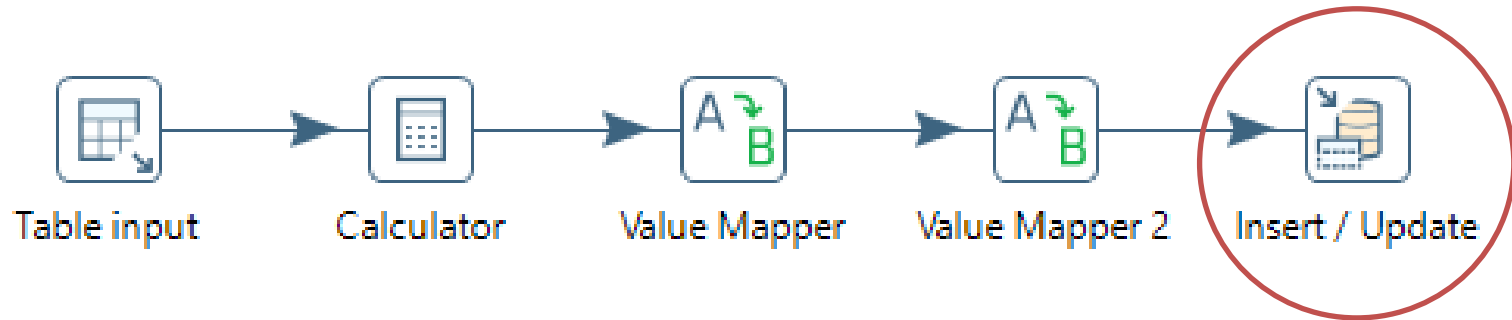 A
B
A
B
Table input
Calculator
Value Mapper
Value Mapper 2
Insert / Update